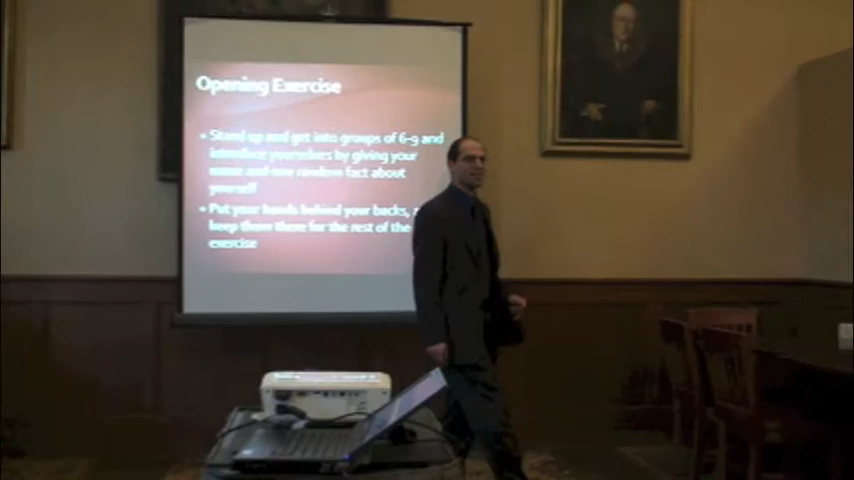 Opening Exercise
• Stand up and get into groups of 6-9 and
introduce yourselves by giving your
name and one random fact about
yourself
• Put your hands behind your backs,
keep them there for the rest of the
exercise